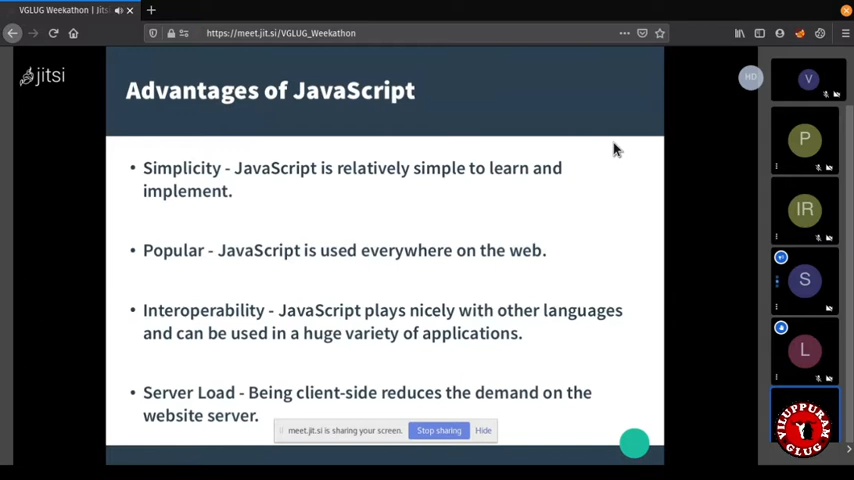 VGLUG Weekathon | Jits
https://meet.jit.si/VGLUG_Weekathon
jitsi
HD
Advantages of JavaScript
• Simplicity - JavaScript is relatively simple to learn and
implement.
• Popular - JavaScript is used everywhere on the web.
• Interoperability - JavaScript plays nicely with other languages
and can be used in a huge variety of applications.
• Server Load - Being client-side reduces the demand on the
website server.
meet.jit.si is sharing your screen.
Stop sharing
Hide
V
P
IR
S
L
VILUPPURAM
GLUG